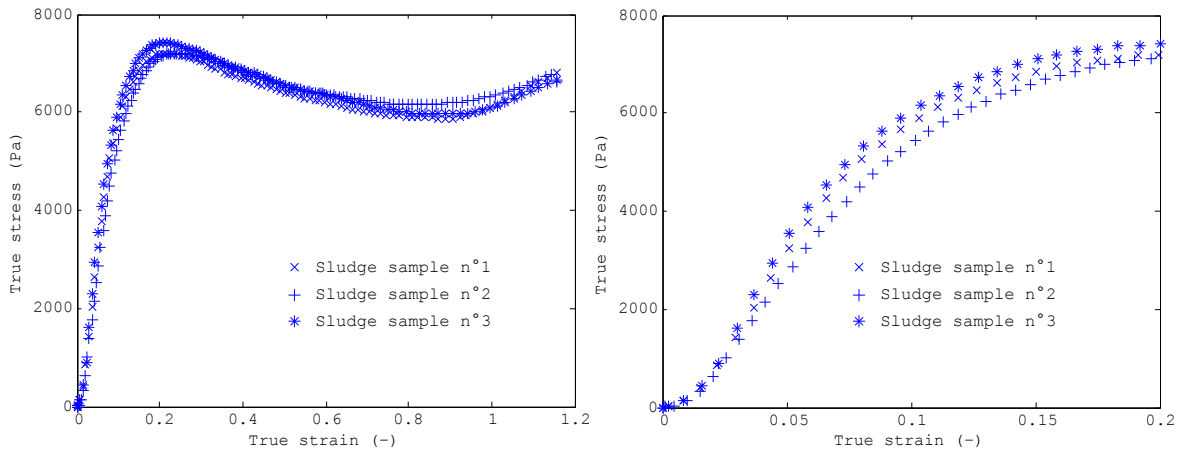 8000
6000
4000
2000
0
0
0.2
0.4
0.6
0.8
1
1.2
True stress (Pa)
True strain (-)
× Sludge sample n°1
+ Sludge sample n°2
* Sludge sample n°3
8000
6000
4000
2000
0
0
0.05
0.1
0.15
0.2
True stress (Pa)
True strain (-)
× Sludge sample n°1
+ Sludge sample n°2
* Sludge sample n°3